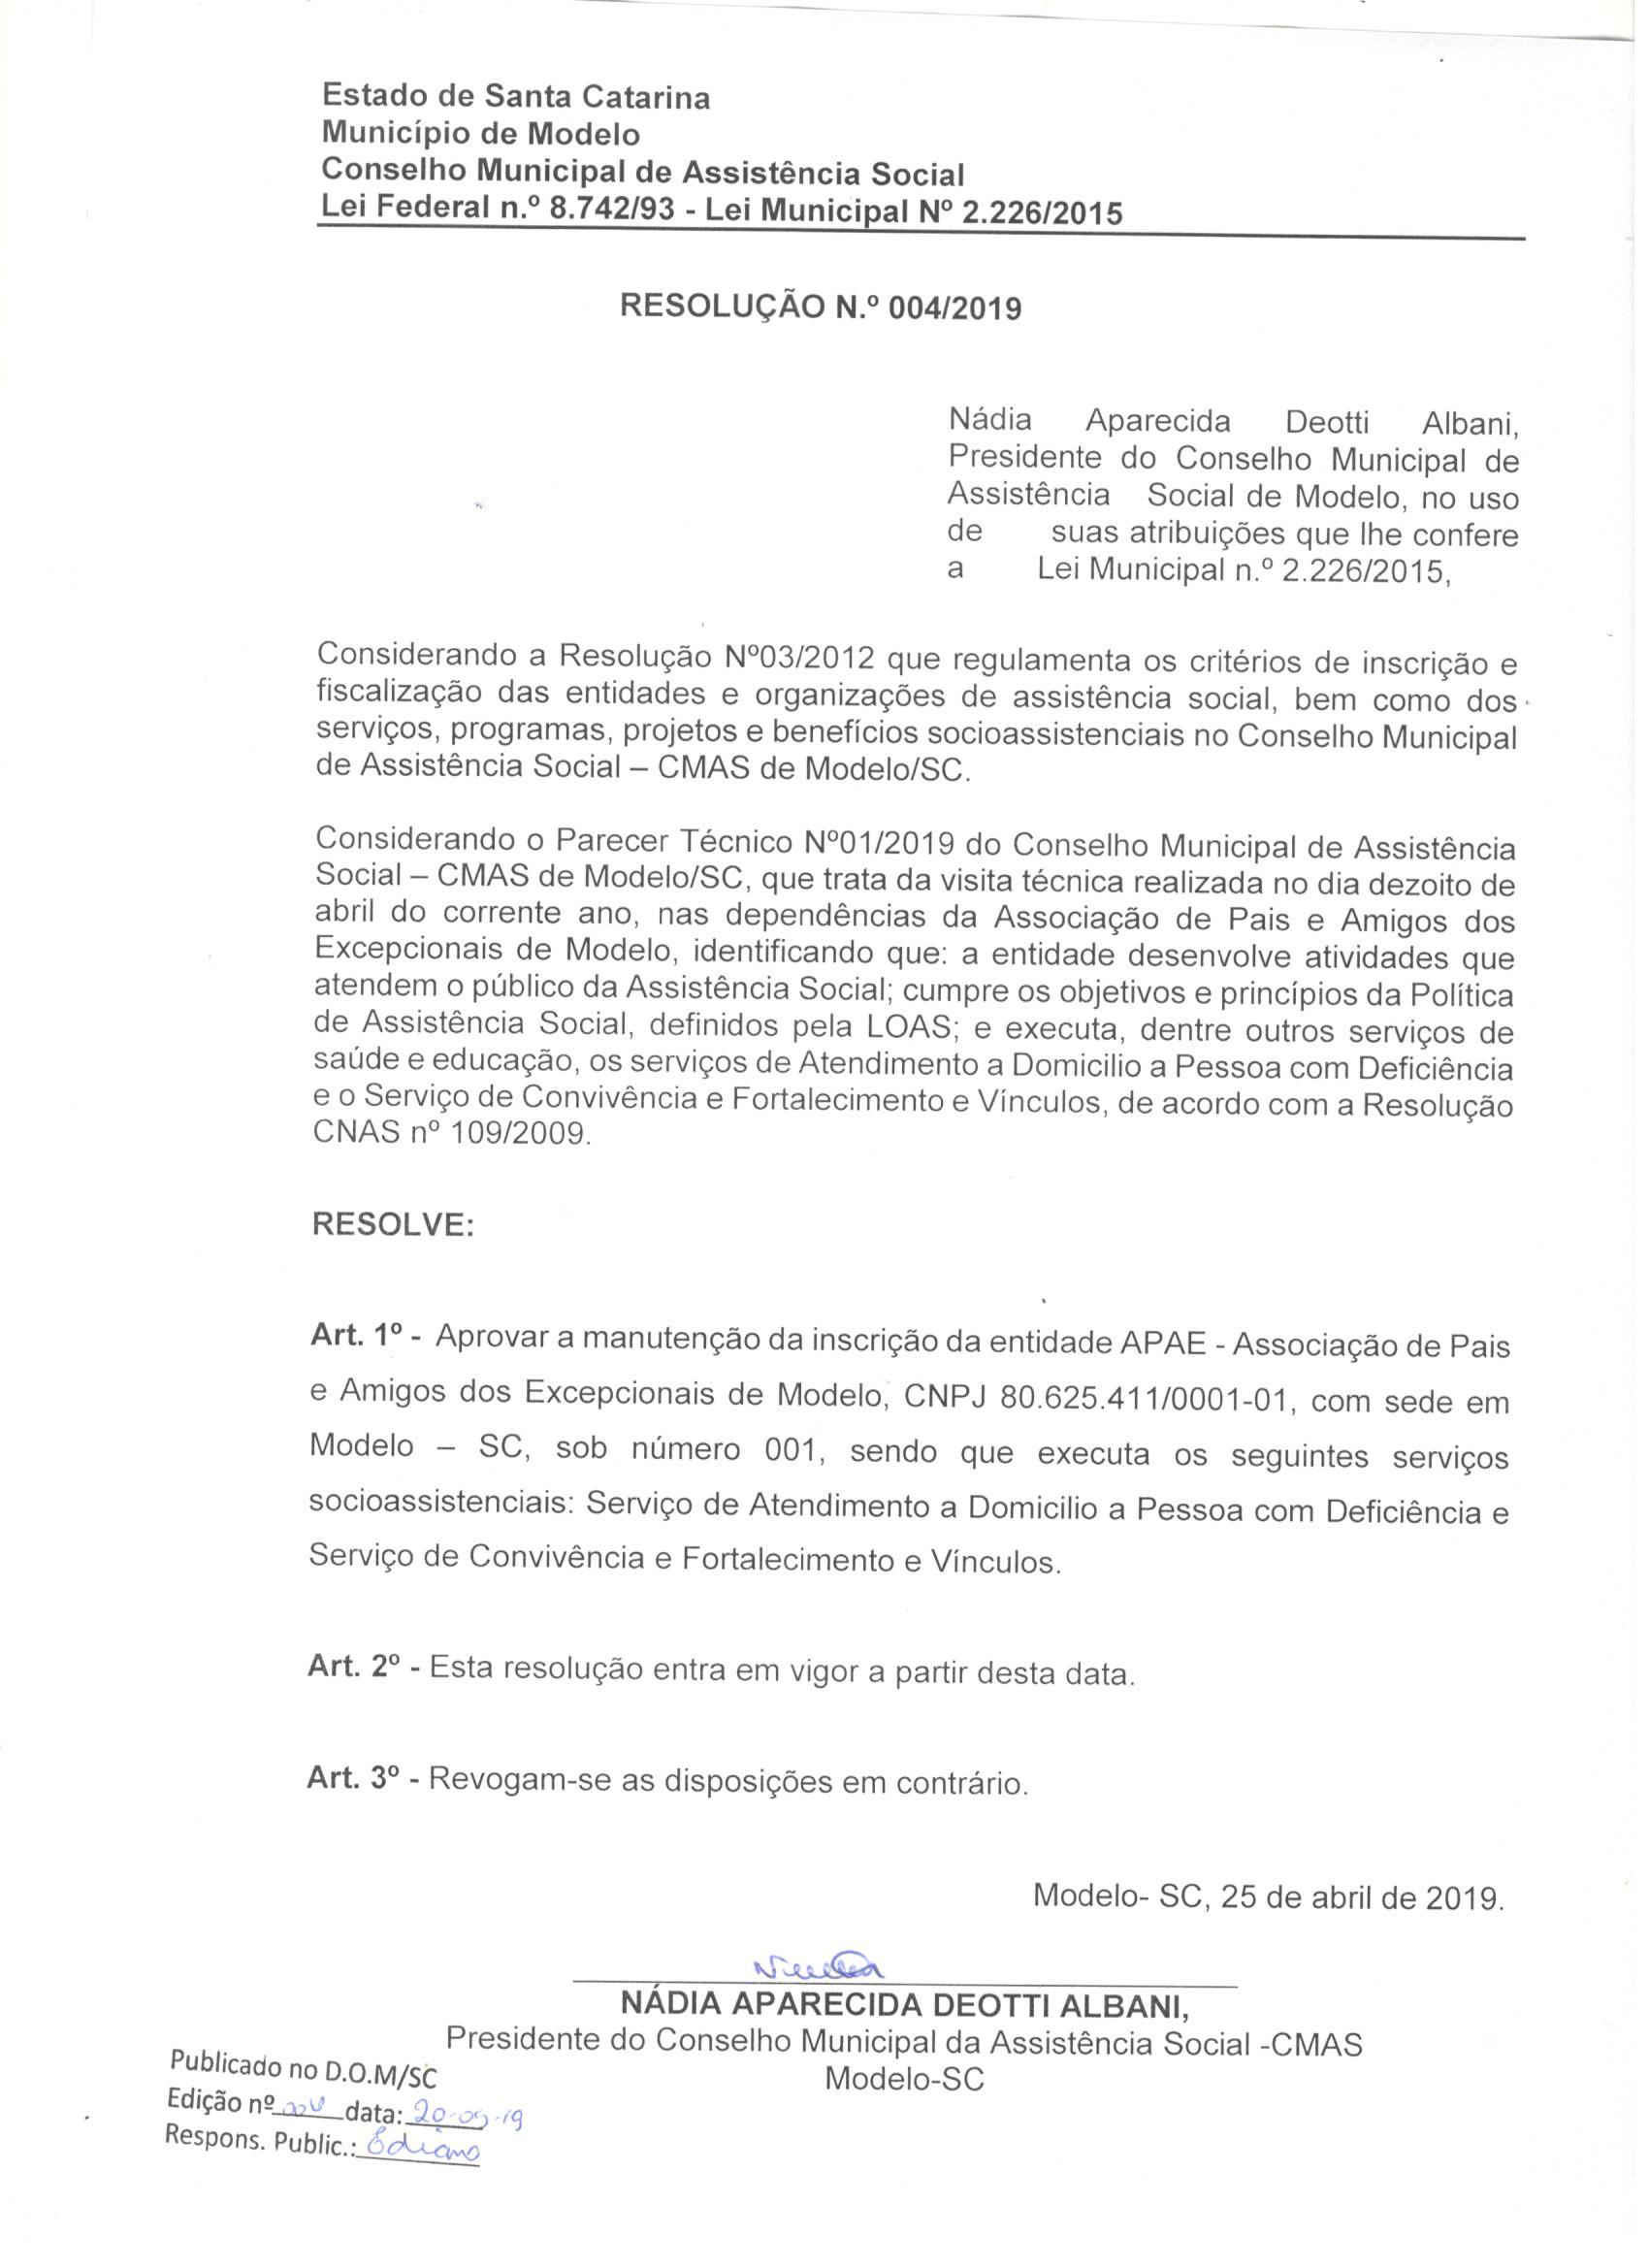 Estado de Santa Catarina
Município de Modelo
Conselho Municipal de Assistência Social
Lei Federal n.º 8.742/93 - Lei Municipal Nº 2.226/2015
RESOLUÇÃO N.º 004/2019
Nádia Aparecida Deotti Albani,
Presidente do Conselho Municipal de
Assistência Social de Modelo, no uso
de suas atribuições que lhe confere
a Lei Municipal n.º 2.226/2015,
Considerando a Resolução Nº03/2012 que regulamenta os critérios de inscrição e
fiscalização das entidades e organizações de assistência social, bem como dos
serviços, programas, projetos e benefícios socioassistenciais no Conselho Municipal
de Assistência Social – CMAS de Modelo/SC.
Considerando o Parecer Técnico Nº01/2019 do Conselho Municipal de Assistência
Social – CMAS de Modelo/SC, que trata da visita técnica realizada no dia dezoito de
abril do corrente ano, nas dependências da Associação de Pais e Amigos dos
Excepcionais de Modelo, identificando que: a entidade desenvolve atividades que
atendem o público da Assistência Social; cumpre os objetivos e princípios da Política
de Assistência Social, definidos pela LOAS; e executa, dentre outros serviços de
saúde e educação, os serviços de Atendimento a Domicilio a Pessoa com Deficiência
e o Serviço de Convivência e Fortalecimento e Vínculos, de acordo com a Resolução
CNAS nº 109/2009.
RESOLVE:
Art. 1º - Aprovar a manutenção da inscrição da entidade APAE - Associação de Pais
e Amigos dos Excepcionais de Modelo, CNPJ 80.625.411/0001-01, com sede em
Modelo – SC, sob número 001, sendo que executa os seguintes serviços
socioassistenciais: Serviço de Atendimento a Domicilio a Pessoa com Deficiência e
Serviço de Convivência e Fortalecimento e Vínculos.
Art. 2º - Esta resolução entra em vigor a partir desta data.
Art. 3º - Revogam-se as disposições em contrário.
Modelo- SC, 25 de abril de 2019.
NÁDIA APARECIDA DEOTTI ALBANI,
Presidente do Conselho Municipal da Assistência Social -CMAS
Modelo-SC
Publicado no D.O.M/SC
Edição nº data:
Respons. Public.: